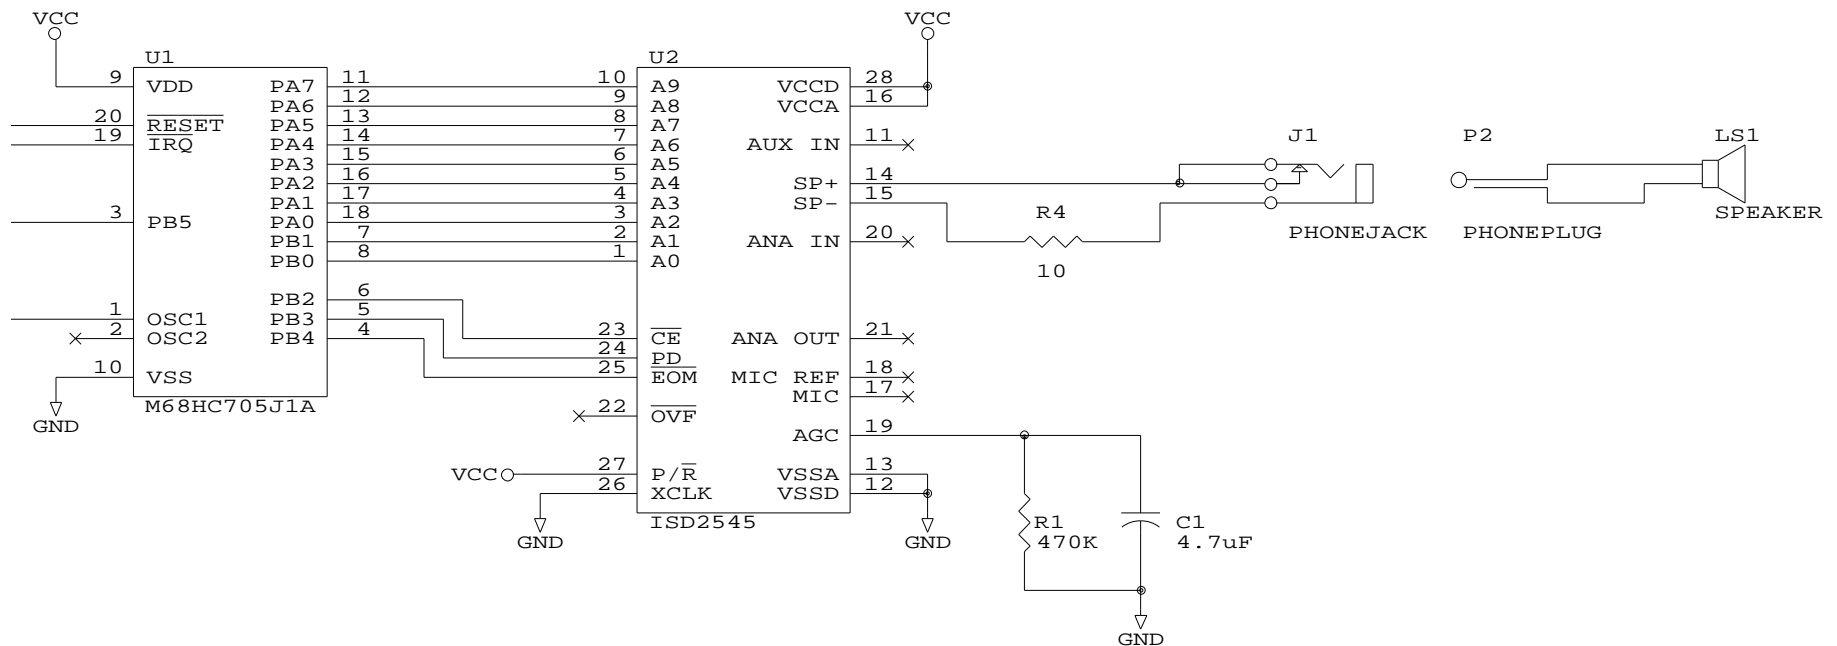 VCC
VCC
U1
U2
9 VDD PA7 11
10 A9 VCCD 28
PA6 12
9 A8 VCCA 16
20 RESET PA5 13
8 A7
19 IRQ PA4 14
7 A6 AUX IN 11
J1
P2
LS1
PA3 15
6 A5
PA2 16
5 A4 SP+ 14
PA1 17
4 A3 SP- 15
3 PB5 PA0 18
3 A2
R4
SPEAKER
PB1 7
2 A1 ANA IN 20
PHONEJACK
PHONEPLUG
PB0 8
1 A0
10
PB2 6
1 OSC1 PB3 5
2 OSC2 PB4 4
23 CE ANA OUT 21
24 PD
10 VSS
25 EOM MIC REF 18
MIC 17
M68HC705J1A
GND
22 OVF
AGC 19
VCC
27 P/R VSSA 13
26 XCLK VSSD 12
ISD2545
R1
C1
GND
GND
470K
4.7uF
GND